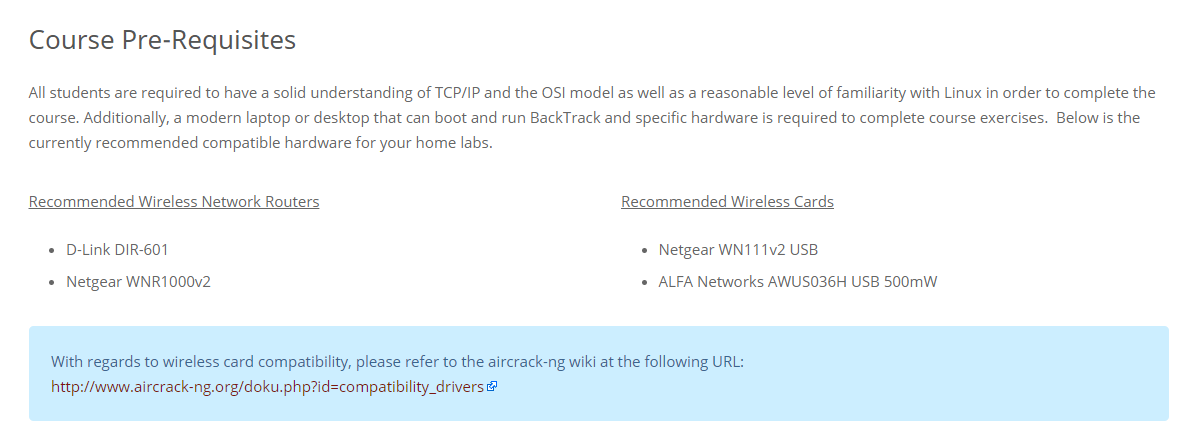 Course Pre-Requisites
All students are required to have a solid understanding of TCP/IP and the OSI model as well as a reasonable level of familiarity with Linux in order to complete the
course. Additionally, a modern laptop or desktop that can boot and run BackTrack and specific hardware is required to complete course exercises.  Below is the
currently recommended compatible hardware for your home labs.
Recommended Wireless Network Routers
• D-Link DIR-601
• Netgear WNR1000v2
Recommended Wireless Cards
• Netgear WN111v2 USB
• ALFA Networks AWUS036H USB 500mW
With regards to wireless card compatibility, please refer to the aircrack-ng wiki at the following URL:
http://www.aircrack-ng.org/doku.php?id=compatibility_drivers